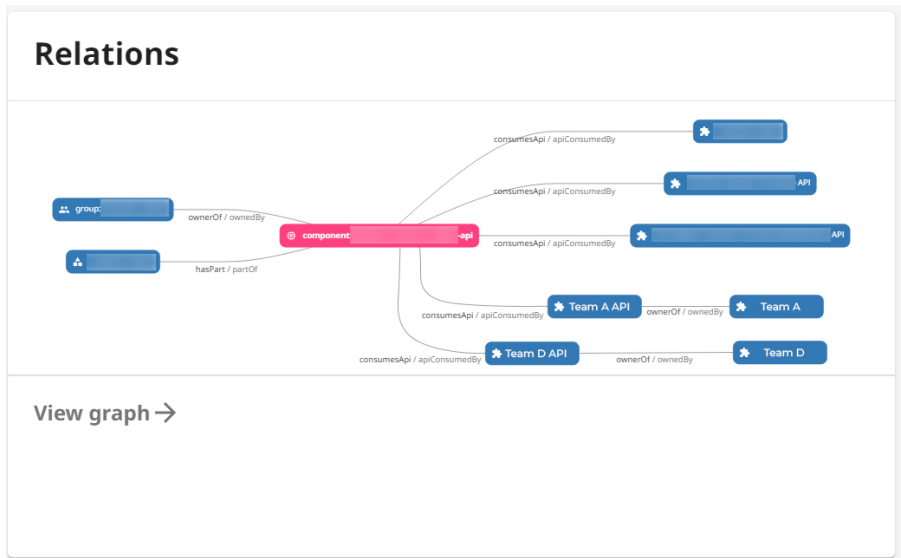 Relations
consumesApi / apiConsumedBy
consumesApi / apiConsumedBy
API
group:
ownerOf / ownedBy
component
-api
consumesApi / apiConsumedBy
API
hasPart / partOf
consumesApi / apiConsumedBy
Team A API
ownerOf / ownedBy
Team A
consumesApi / apiConsumedBy
Team D API
ownerOf / ownedBy
Team D
View graph